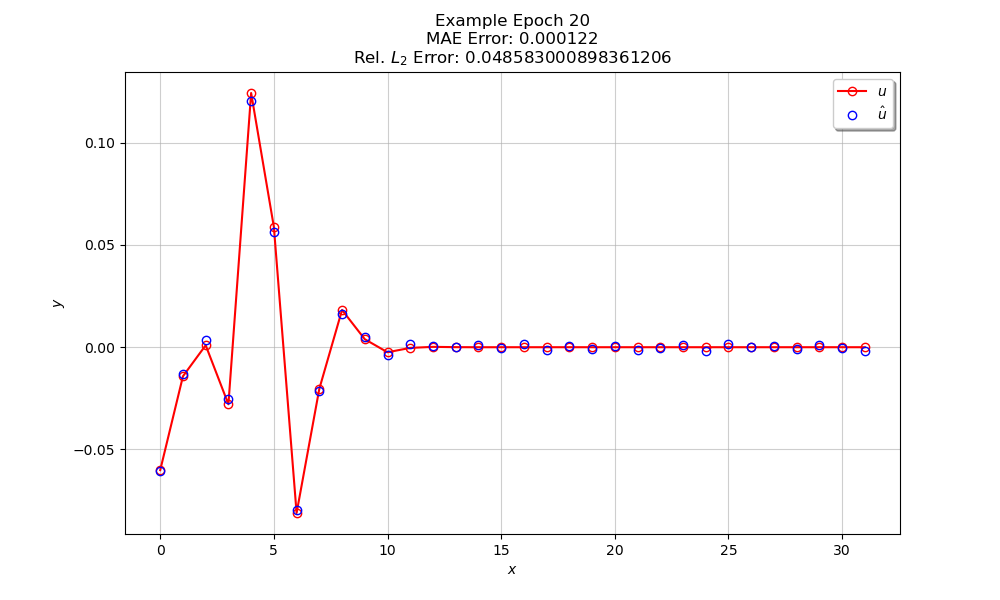 Example Epoch 20
MAE Error: 0.000122
Rel. L₂ Error: 0.048583000898361206
u
û
0.10
0.05
0.00
−0.05
y
0 5 10 15 20 25 30
x